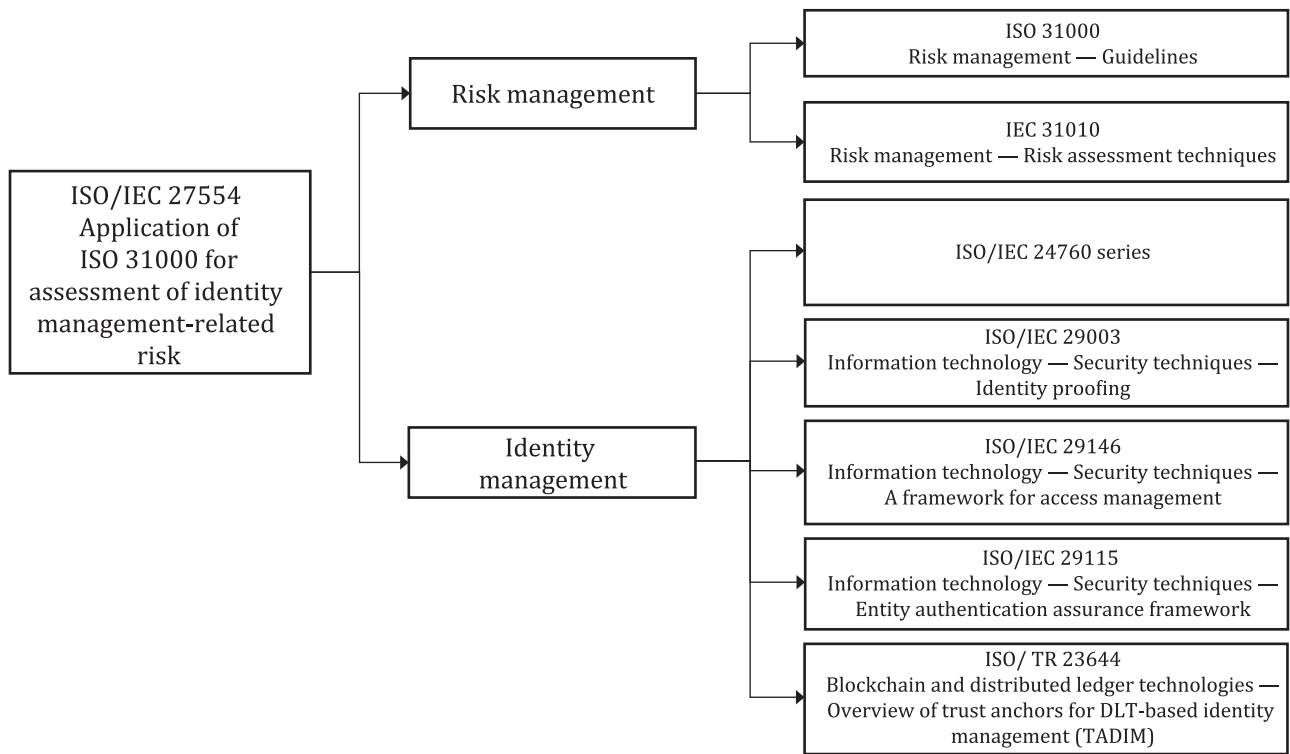 ISO/IEC 27554
Application of
ISO 31000 for
assessment of identity
management-related
risk
Risk management
Identity
management
ISO 31000
Risk management — Guidelines
IEC 31010
Risk management — Risk assessment techniques
ISO/IEC 24760 series
ISO/IEC 29003
Information technology — Security techniques —
Identity proofing
ISO/IEC 29146
Information technology — Security techniques —
A framework for access management
ISO/IEC 29115
Information technology — Security techniques —
Entity authentication assurance framework
ISO/ TR 23644
Blockchain and distributed ledger technologies —
Overview of trust anchors for DLT-based identity
management (TADIM)